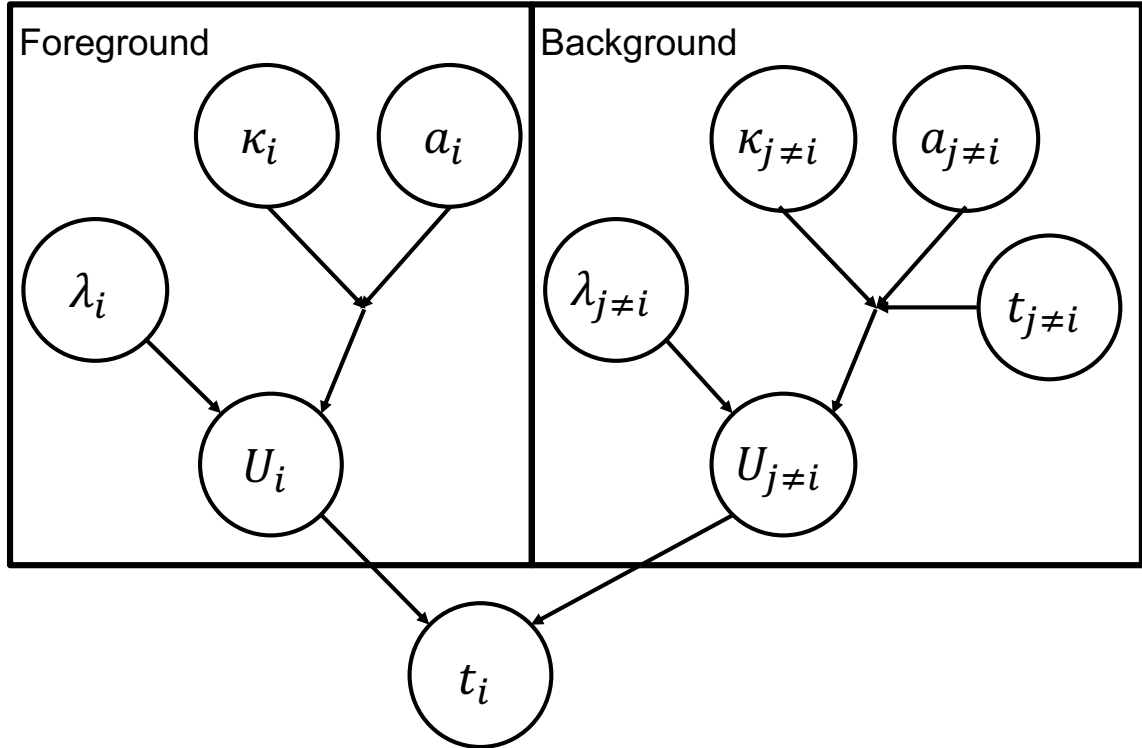 Foreground
κ_i
a_i
λ_i
U_i
Background
κ_{j≠i}
a_{j≠i}
λ_{j≠i}
t_{j≠i}
U_{j≠i}
t_i